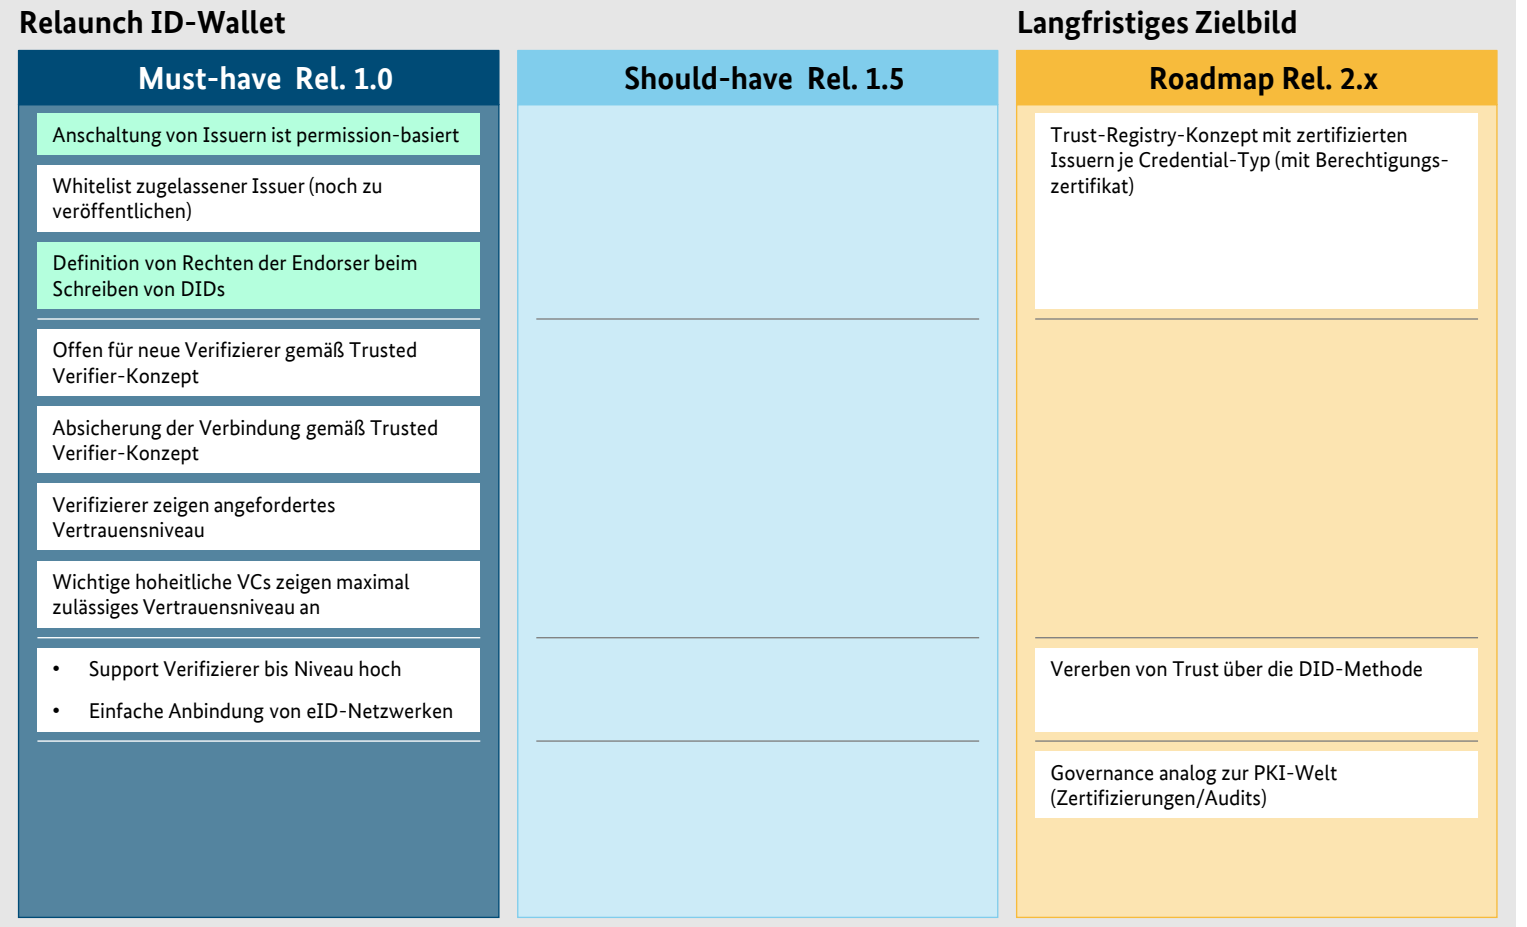 Relaunch ID-Wallet
Langfristiges Zielbild
Must-have Rel. 1.0
Anschaltung von Issuern ist permission-basiert
Whitelist zugelassener Issuer (noch zu
veröffentlichen)
Definition von Rechten der Endorser beim
Schreiben von DIDs
Offen für neue Verifizierer gemäß Trusted
Verifier-Konzept
Absicherung der Verbindung gemäß Trusted
Verifier-Konzept
Verifizierer zeigen angefordertes
Vertrauensniveau
Wichtige hoheitliche VCs zeigen maximal
zulässiges Vertrauensniveau an
• Support Verifizierer bis Niveau hoch
• Einfache Anbindung von eID-Netzwerken
Should-have Rel. 1.5
Roadmap Rel. 2.x
Trust-Registry-Konzept mit zertifizierten
Issuern je Credential-Typ (mit Berechtigungs-
zertifikat)
Vererben von Trust über die DID-Methode
Governance analog zur PKI-Welt
(Zertifizierungen/Audits)